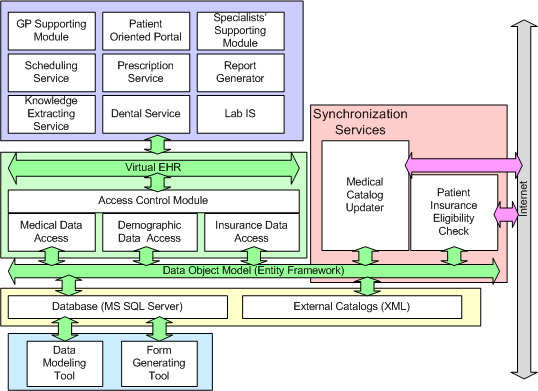 GP Supporting
Module
Patient
Oriented Portal
Specialists'
Supporting
Module
Scheduling
Service
Prescription
Service
Report
Generator
Knowledge
Extracting
Service
Dental Service
Lab IS
Synchronization
Services
Virtual EHR
Medical
Catalog
Updater
Patient
Insurance
Eligibility
Check
Internet
Access Control Module
Medical Data
Access
Demographic
Data Access
Insurance Data
Access
Data Object Model (Entity Framework)
Database (MS SQL Server)
External Catalogs (XML)
Data
Modeling
Tool
Form
Generating
Tool